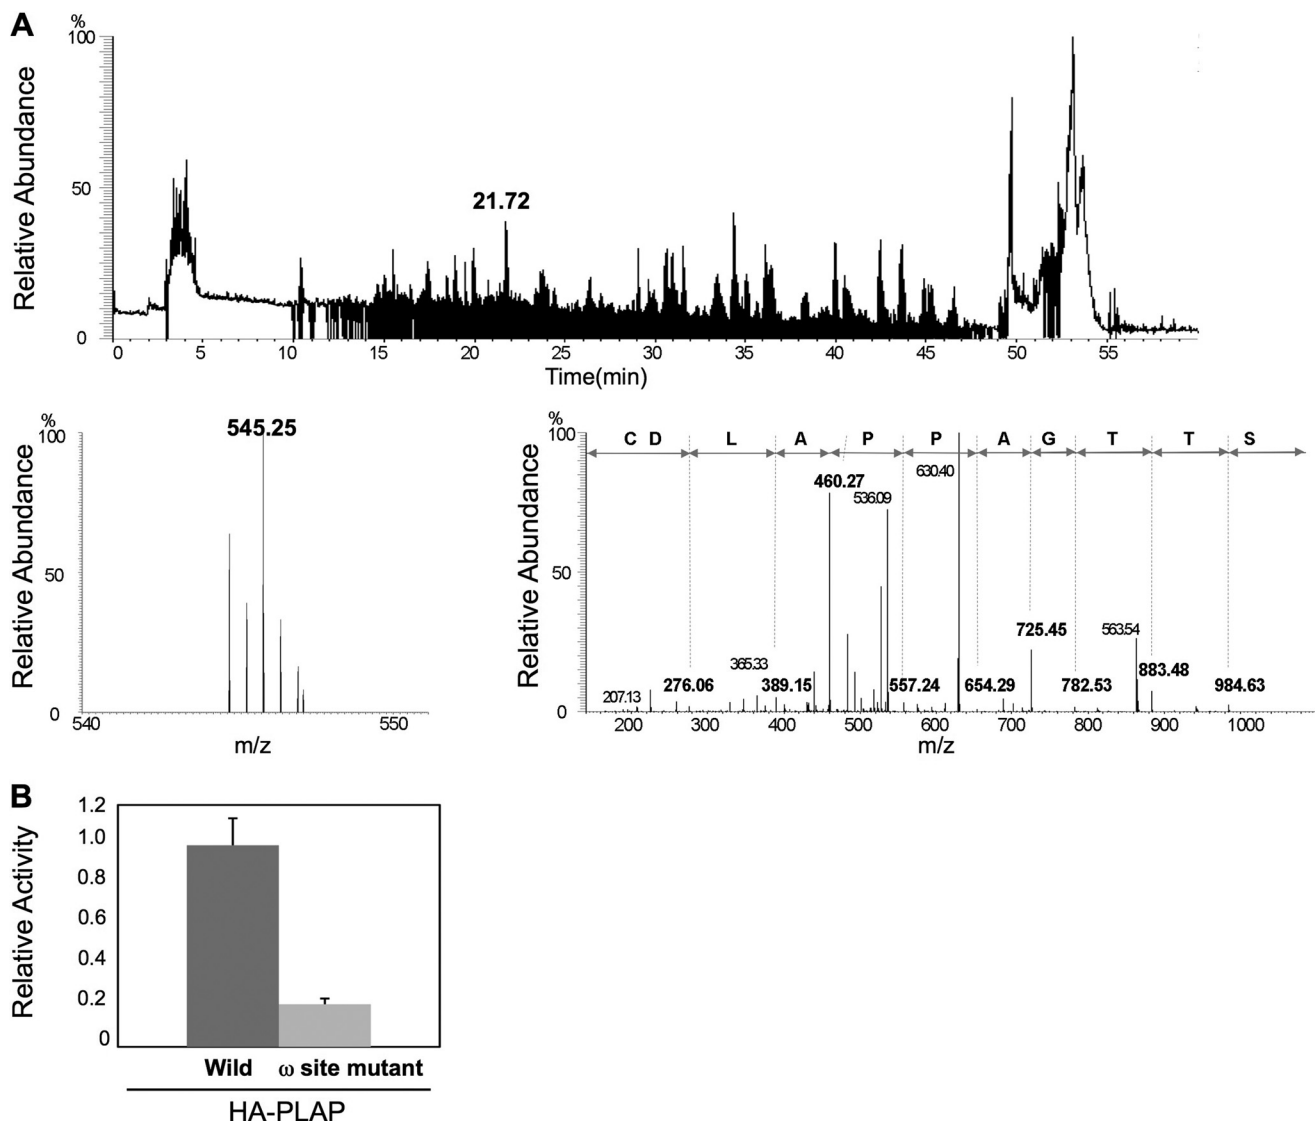 A
%
100
50
0
Relative Abundance
21.72
0 5 10 15 20 25 30 35 40 45 50 55
Time(min)
%
100
50
0
Relative Abundance
545.25
540 550
m/z
%
100
50
0
Relative Abundance
C D L A P P A G T T S
630.40
460.27
536.09
725.45
563.54
365.33
883.48
207.13
276.06
389.15
557.24
654.29
782.53
984.63
200 300 400 500 600 700 800 900 1000
m/z
B
1.2
1.0
0.8
0.6
0.4
0.2
0
Relative Activity
Wild ω site mutant
HA-PLAP